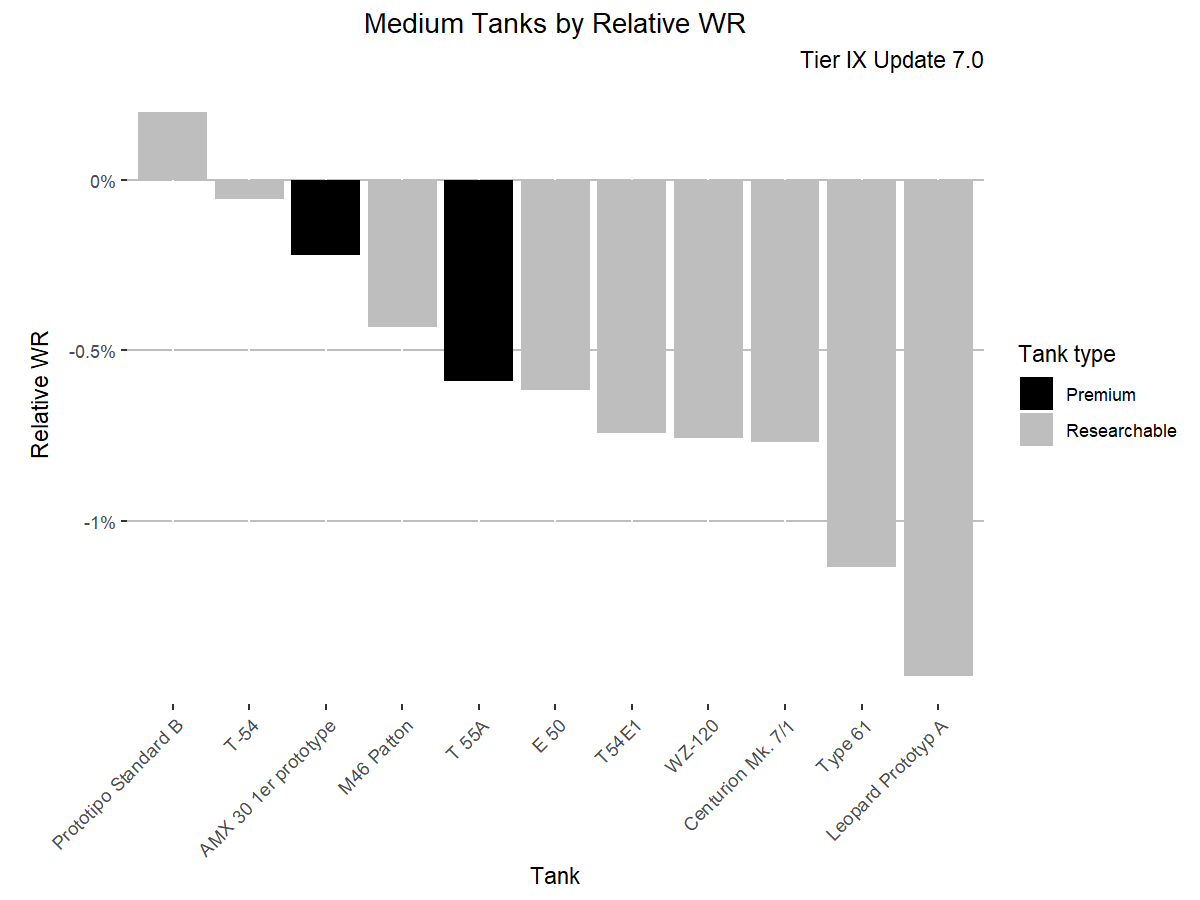 Medium Tanks by Relative WR
Tier IX Update 7.0
0%
-0.5%
-1%
Relative WR
Prototipo Standard B
T-54
AMX 30 1er prototype
M46 Patton
T 55A
E 50
T54E1
WZ-120
Centurion Mk. 7/1
Type 61
Leopard Prototyp A
Tank
Tank type
Premium
Researchable